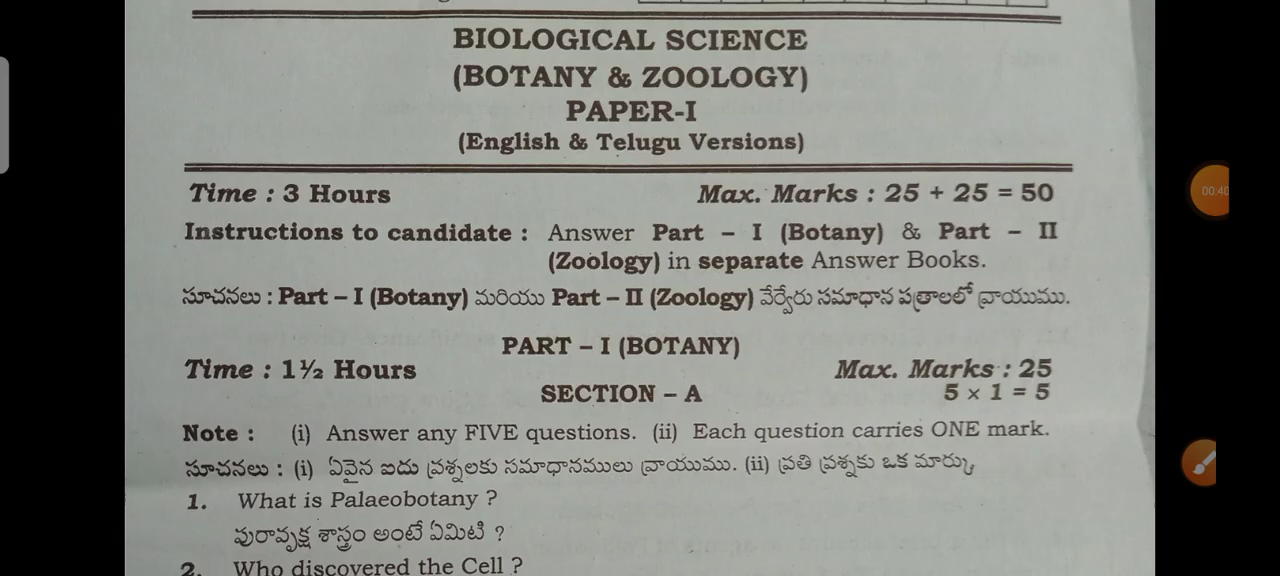 BIOLOGICAL SCIENCE
(BOTANY & ZOOLOGY)
PAPER-I
(English & Telugu Versions)
Time : 3 Hours Max. Marks : 25 + 25 = 50
Instructions to candidate : Answer Part – I (Botany) & Part – II
(Zoology) in separate Answer Books.
సూచనలు : Part – I (Botany) మరియు Part – II (Zoology) వేర్వేరు సమాధాన పత్రాలలో వ్రాయుము.
PART – I (BOTANY)
Time : 1½ Hours Max. Marks : 25
SECTION – A 5 × 1 = 5
Note : (i) Answer any FIVE questions. (ii) Each question carries ONE mark.
సూచనలు : (i) ఏవైన ఐదు ప్రశ్నలకు సమాధానములు వ్రాయుము. (ii) ప్రతి ప్రశ్నకు ఒక మార్కు
1. What is Palaeobotany ?
పురావృక్ష శాస్త్రం అంటే ఏమిటి ?
2. Who discovered the Cell ?
00:40